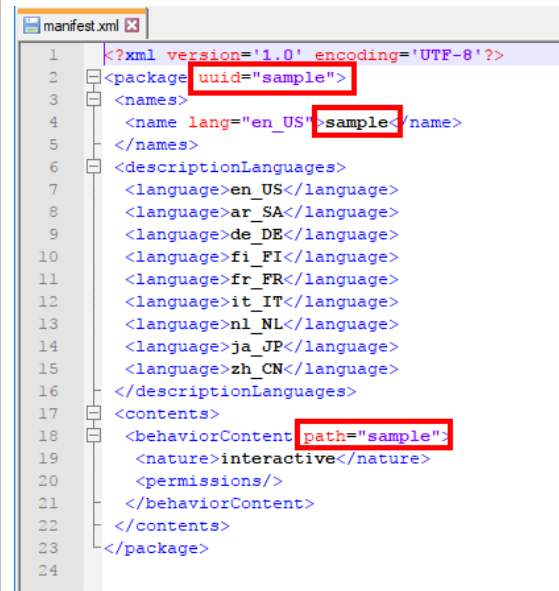 manifest.xml
1 <?xml version='1.0' encoding='UTF-8'?>
2 <package uuid="sample">
3 <names>
4 <name lang="en_US">sample</name>
5 </names>
6 <descriptionLanguages>
7 <language>en_US</language>
8 <language>ar_SA</language>
9 <language>de_DE</language>
10 <language>fi_FI</language>
11 <language>fr_FR</language>
12 <language>it_IT</language>
13 <language>nl_NL</language>
14 <language>ja_JP</language>
15 <language>zh_CN</language>
16 </descriptionLanguages>
17 <contents>
18 <behaviorContent path="sample">
19 <nature>interactive</nature>
20 <permissions/>
21 </behaviorContent>
22 </contents>
23 </package>
24